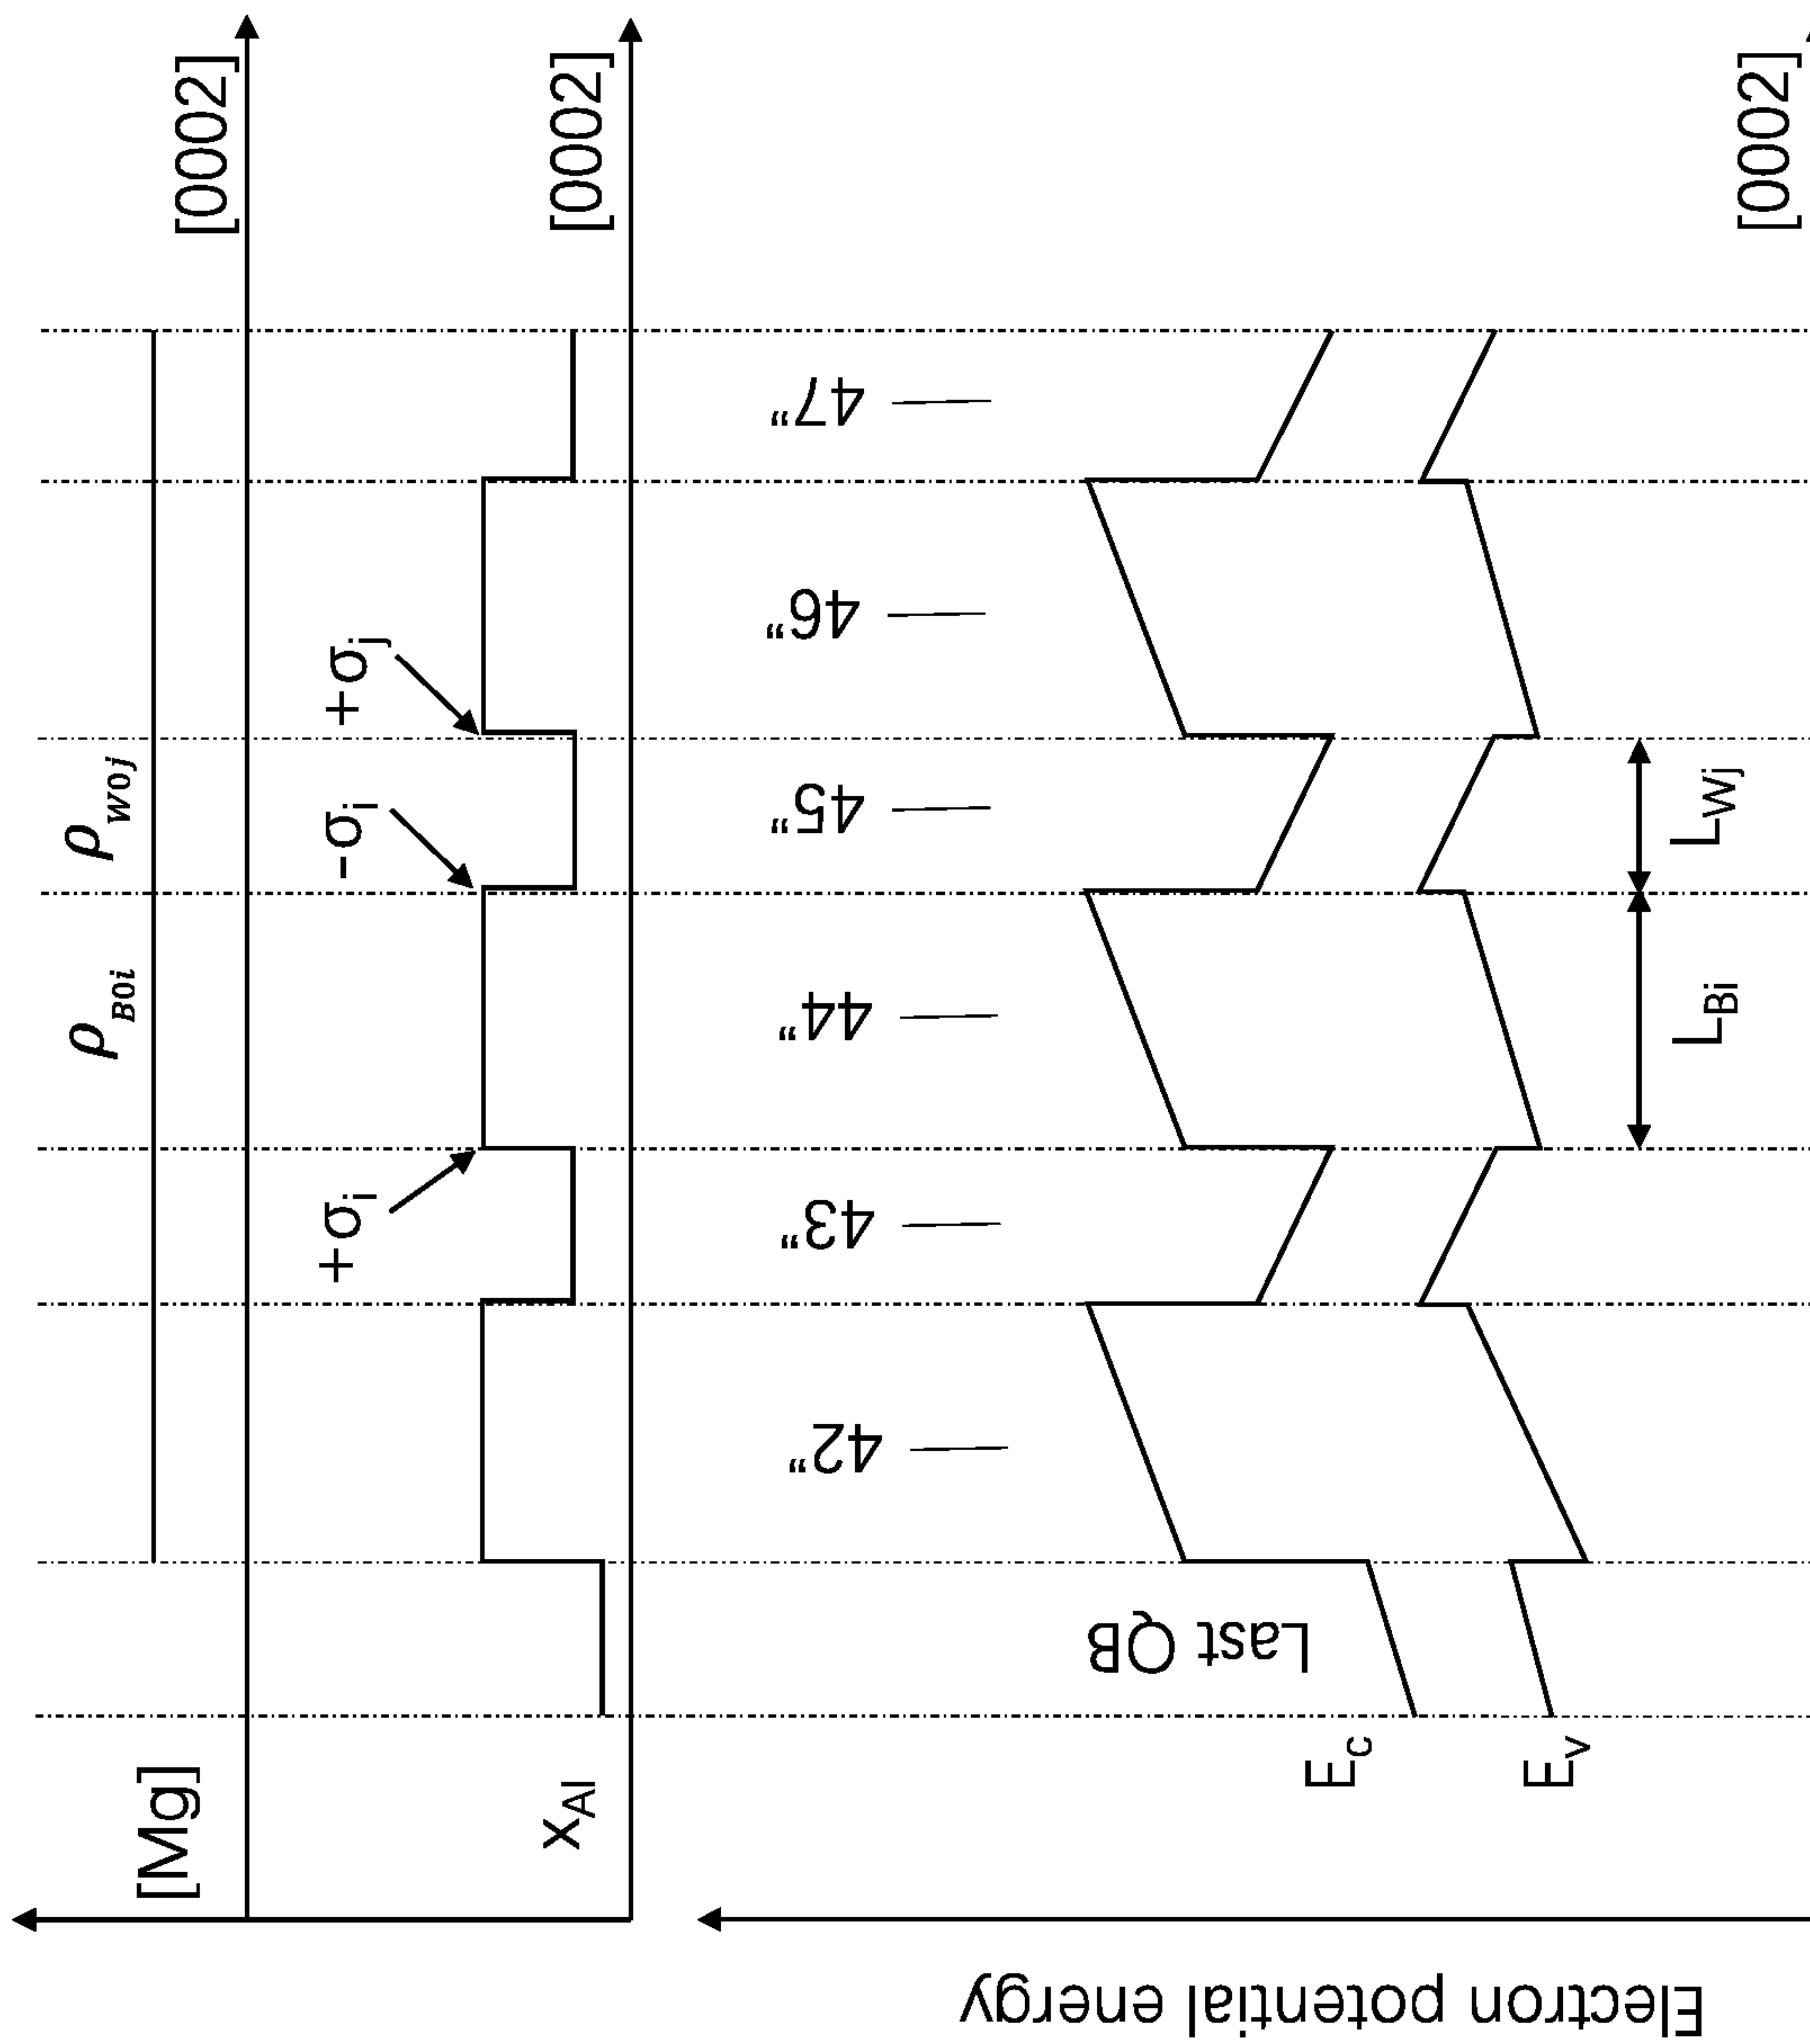 [Mg]
ρB0i
ρW0j
[0002]
xAl
+σi
-σi
+σj
[0002]
Electron potential energy
42”
43”
44”
45”
46”
47”
Last QB
Ec
Ev
LBi
LWj
[0002]